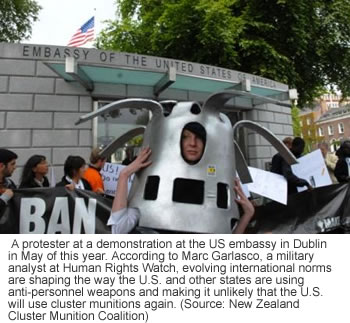 EMBASSY OF THE UNITED STATES OF AMERICA
BAN
A protester at a demonstration at the US embassy in Dublin
in May of this year. According to Marc Garlasco, a military
analyst at Human Rights Watch, evolving international norms
are shaping the way the U.S. and other states are using
anti-personnel weapons and making it unlikely that the U.S.
will use cluster munitions again. (Source: New Zealand
Cluster Munition Coalition)